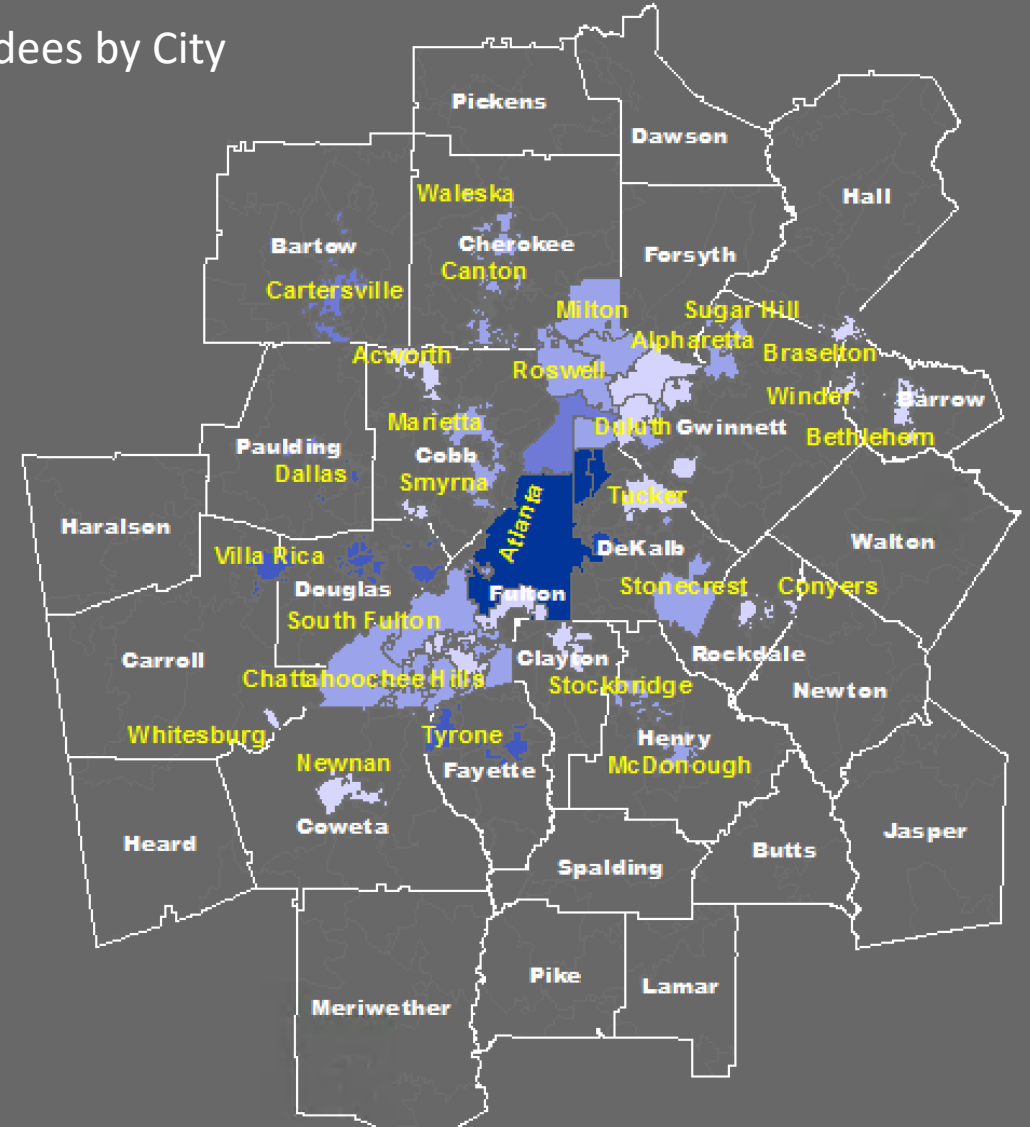 dees by City
Pickens
Dawson
Hall
Waleska
Bartow
Cherokee
Forsyth
Canton
Cartersville
Milton
Sugar Hill
Alpharetta
Acworth
Braselton
Roswell
Winder
Barrow
Marietta
Duluth
Gwinnett
Bethlehem
Paulding
Cobb
Dallas
Smyrna
Tucker
Atlanta
Haralson
Walton
Villa Rica
DeKalb
Douglas
Fulton
Stonecrest
Conyers
South Fulton
Carroll
Clayton
Rockdale
Chattahoochee Hills
Stockbridge
Newton
Whitesburg
Tyrone
Henry
Newnan
Fayette
McDonough
Coweta
Heard
Jasper
Butts
Spalding
Pike
Lamar
Meriwether